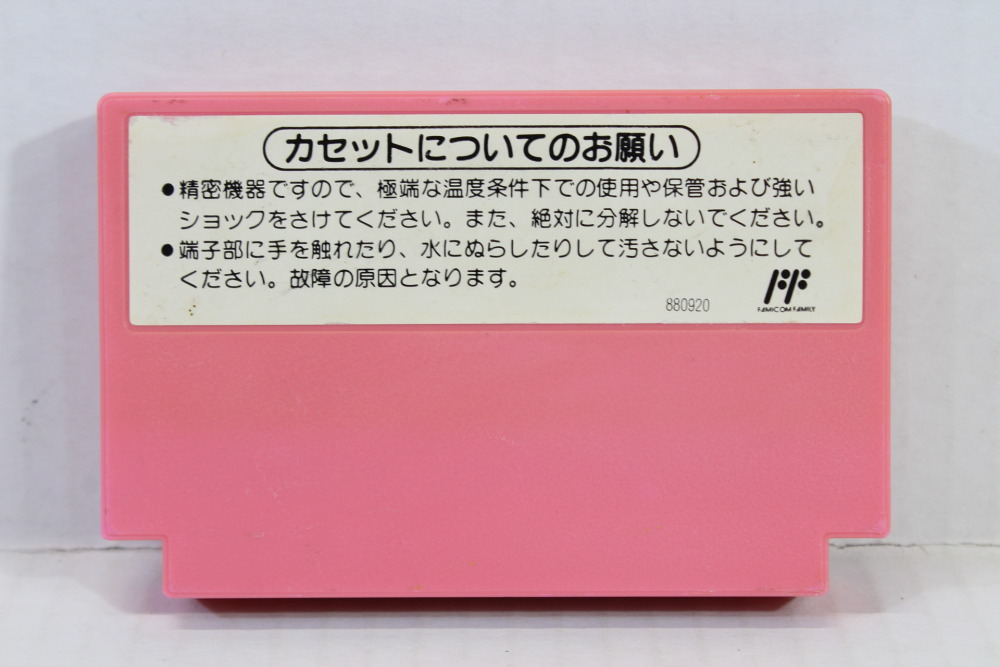 カセットについてのお願い
●精密機器ですので、極端な温度条件下での使用や保管および強い
ショックをさけてください。また、絶対に分解しないでください。
●端子部に手を触れたり、水にぬらしたりして汚さないようにして
ください。故障の原因となります。
880920
FAMICOM FAMILY